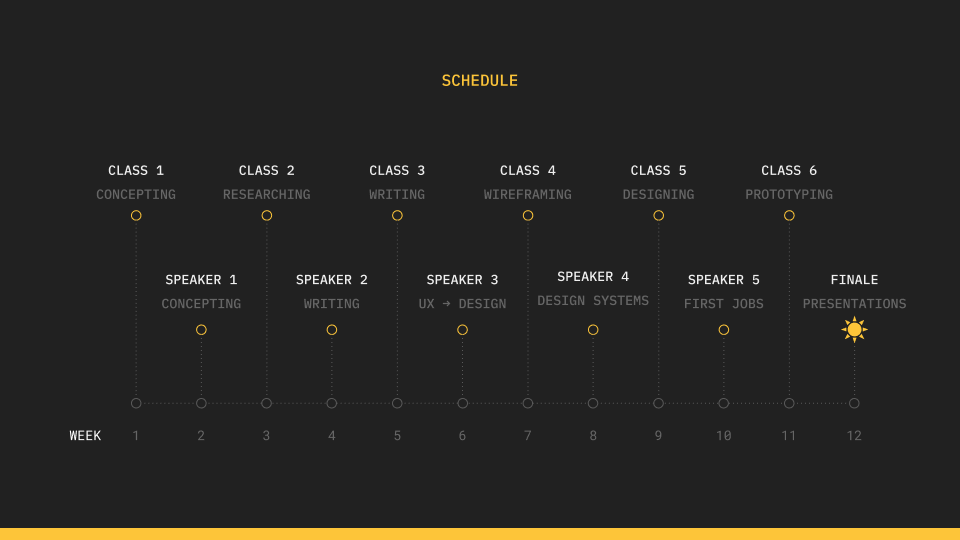 SCHEDULE
CLASS 1 CLASS 2 CLASS 3 CLASS 4 CLASS 5 CLASS 6
CONCEPTING RESEARCHING WRITING WIREFRAMING DESIGNING PROTOTYPING
SPEAKER 1 SPEAKER 2 SPEAKER 3 SPEAKER 4 SPEAKER 5 FINALE
CONCEPTING WRITING UX → DESIGN DESIGN SYSTEMS FIRST JOBS PRESENTATIONS
WEEK 1 2 3 4 5 6 7 8 9 10 11 12